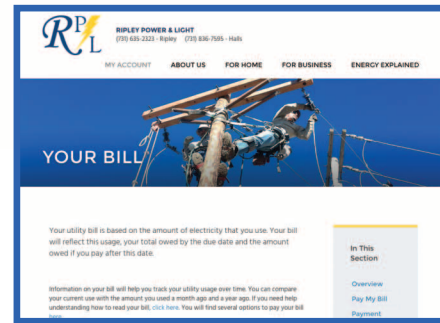 RPL
RIPLEY POWER & LIGHT
(731) 635-2323 - Ripley (731) 836-7595 - Halls
MY ACCOUNT ABOUT US FOR HOME FOR BUSINESS ENERGY EXPLAINED
YOUR BILL
Your utility bill is based on the amount of electricity that you use. Your bill
will reflect this usage, your total owed by the due date and the amount
owed if you pay after this date.
Information on your bill will help you track your utility usage over time. You can compare
your current use with the amount you used a month ago and a year ago. If you need help
understanding how to read your bill, click here. You will find several options to pay your bill
here.
In This
Section
Overview
Pay My Bill
Payment